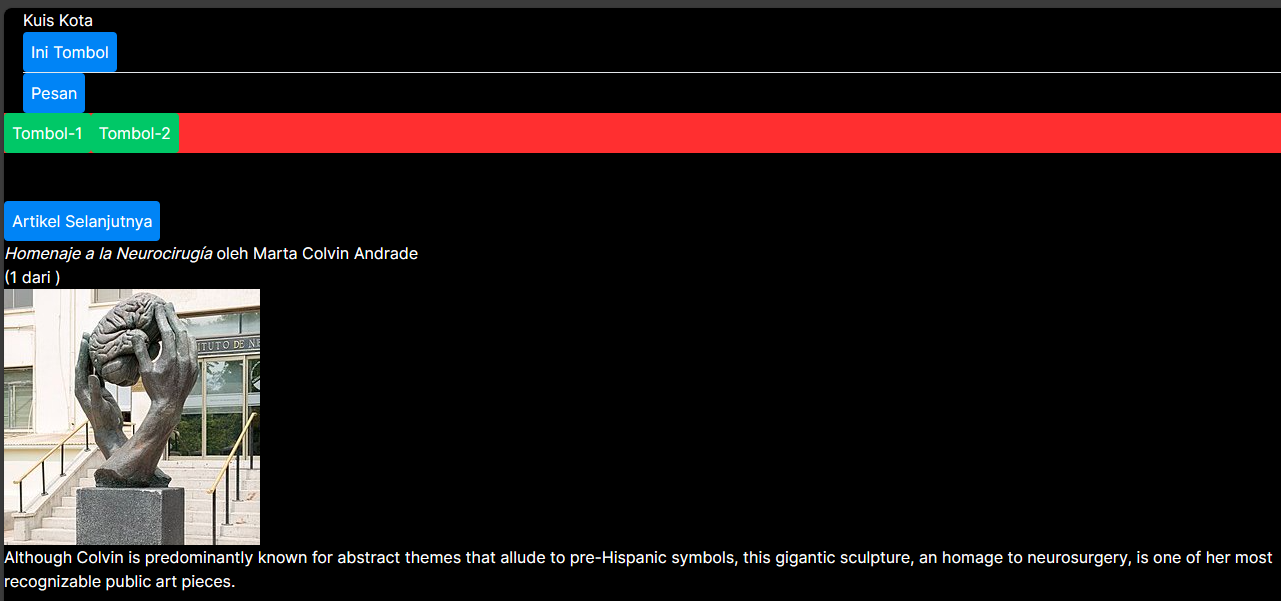 Kuis Kota
Ini Tombol
Pesan
Tombol-1 Tombol-2
Artikel Selanjutnya
Homenaje a la Neurocirugía oleh Marta Colvin Andrade
(1 dari )
ITUTO DE NE
Although Colvin is predominantly known for abstract themes that allude to pre-Hispanic symbols, this gigantic sculpture, an homage to neurosurgery, is one of her most
recognizable public art pieces.